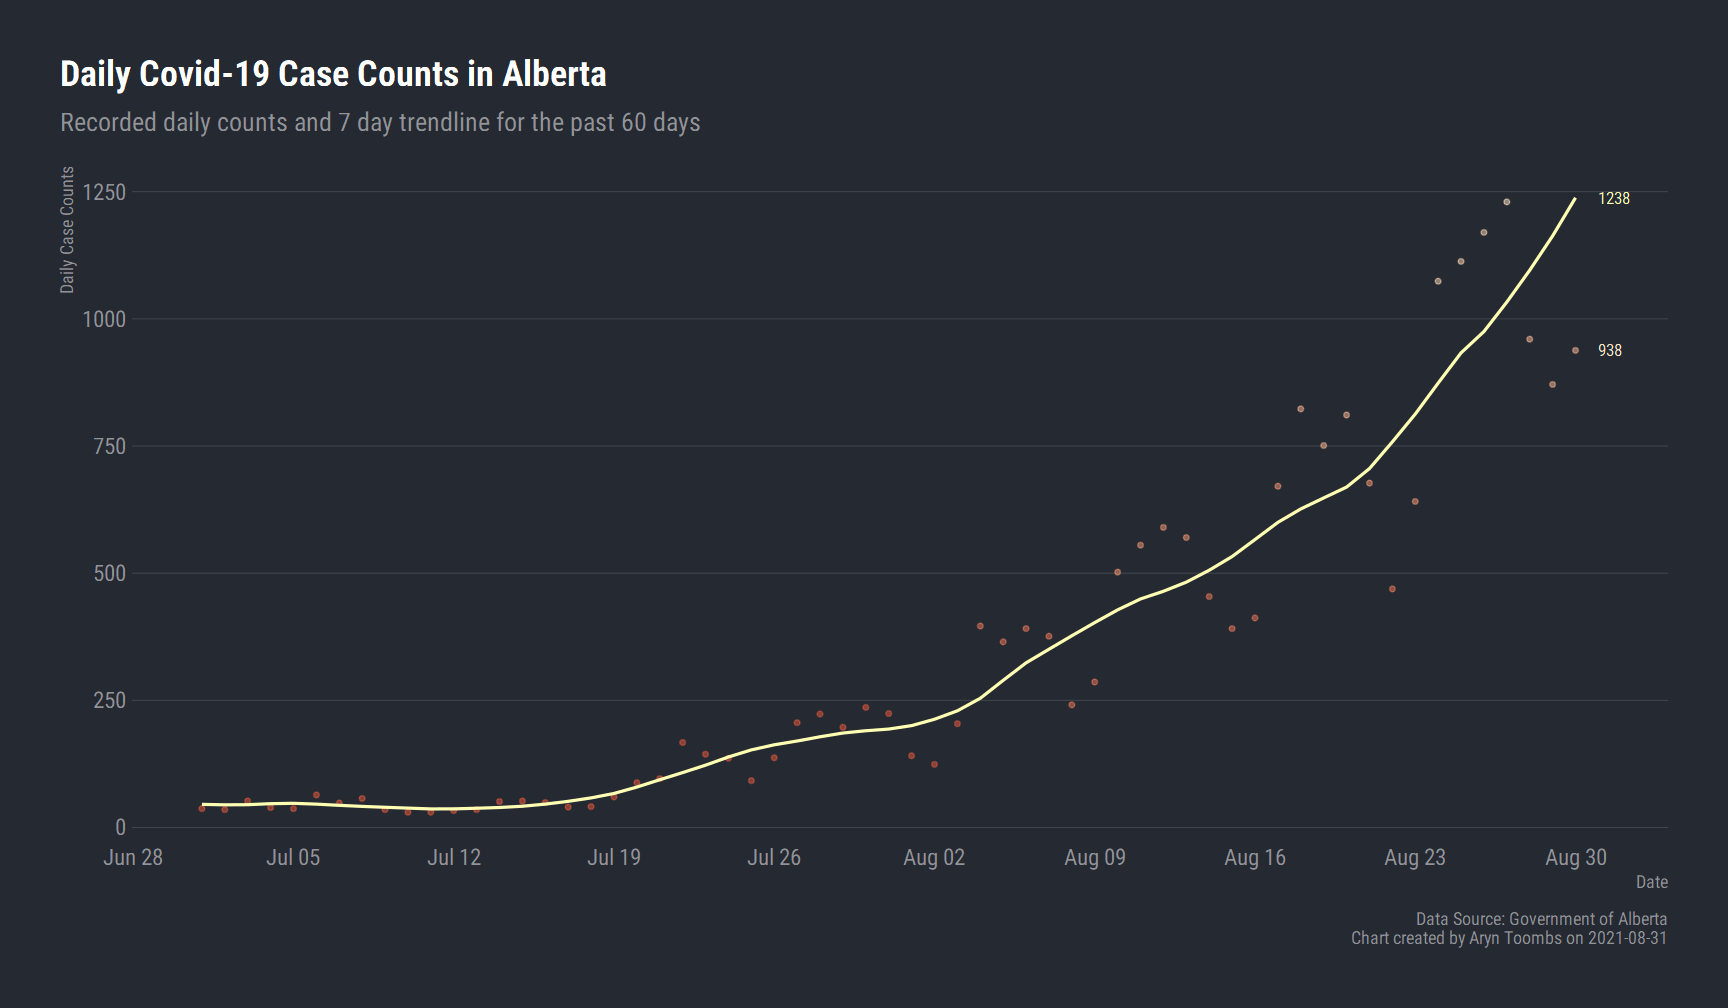 Daily Covid-19 Case Counts in Alberta
Recorded daily counts and 7 day trendline for the past 60 days
Daily Case Counts
1250
1000
750
500
250
0
1238
938
Jun 28 Jul 05 Jul 12 Jul 19 Jul 26 Aug 02 Aug 09 Aug 16 Aug 23 Aug 30
Date
Data Source: Government of Alberta
Chart created by Aryn Toombs on 2021-08-31